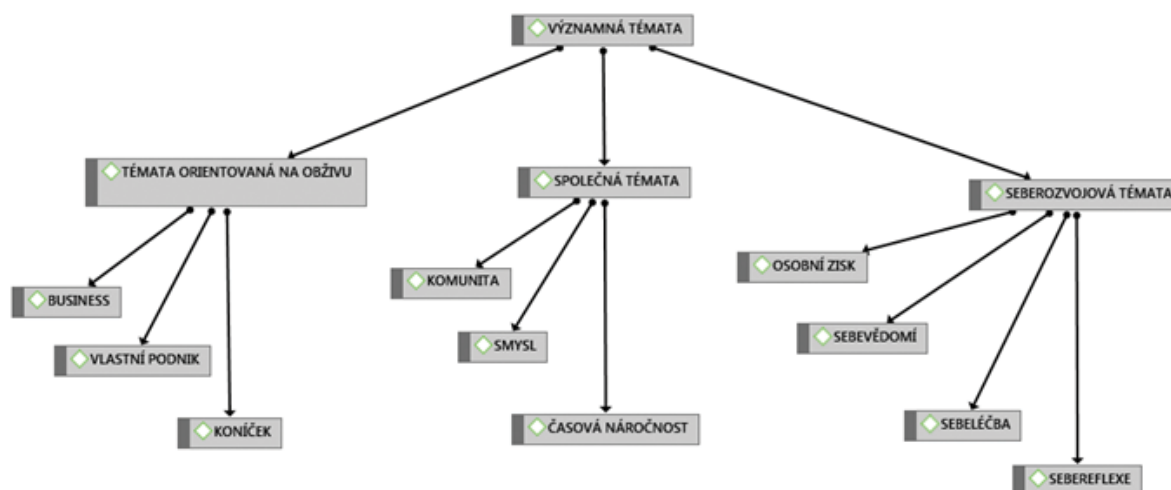 VÝZNAMNÁ TÉMATA
TÉMATA ORIENTOVANÁ NA OBŽIVU
SPOLEČNÁ TÉMATA
SEBEROZVOJOVÁ TÉMATA
BUSINESS
VLASTNÍ PODNIK
KONÍČEK
KOMUNITA
SMYSL
ČASOVÁ NÁROČNOST
OSOBNÍ ZISK
SEBEVĚDOMÍ
SEBELÉČBA
SEBEREFLEXE